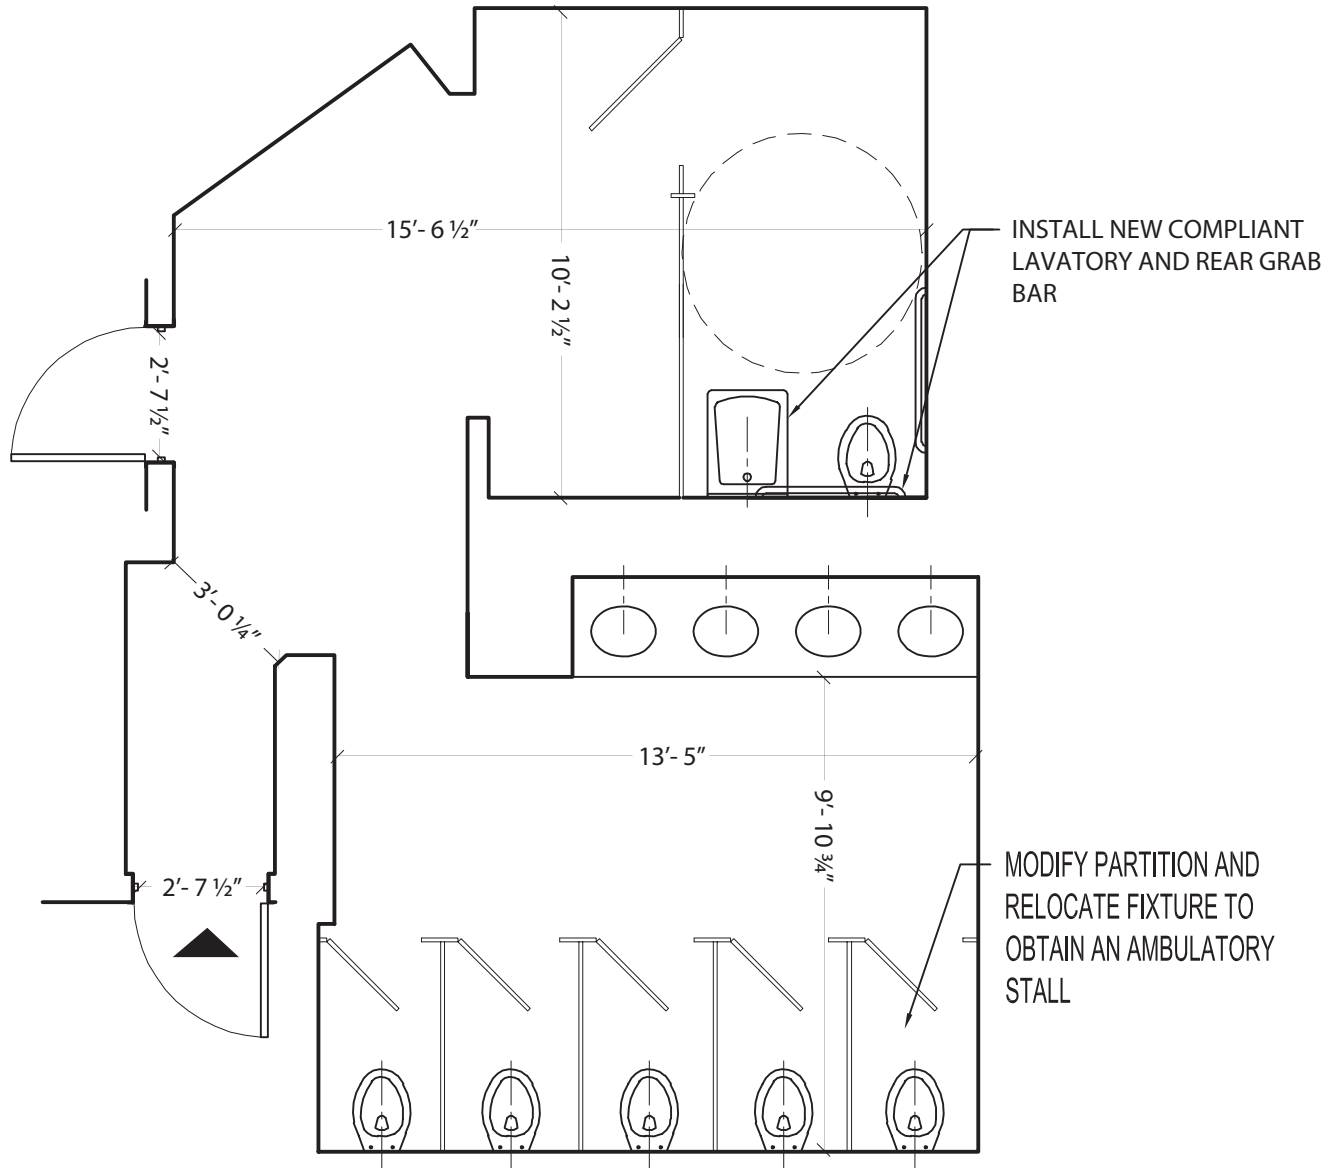 15'- 6 ½"
10'- 2 ½"
INSTALL NEW COMPLIANT
LAVATORY AND REAR GRAB
BAR
2'- 7 ½"
3'- 0 ¼"
13'- 5"
9'- 10 ¾"
2'- 7 ½"
MODIFY PARTITION AND
RELOCATE FIXTURE TO
OBTAIN AN AMBULATORY
STALL